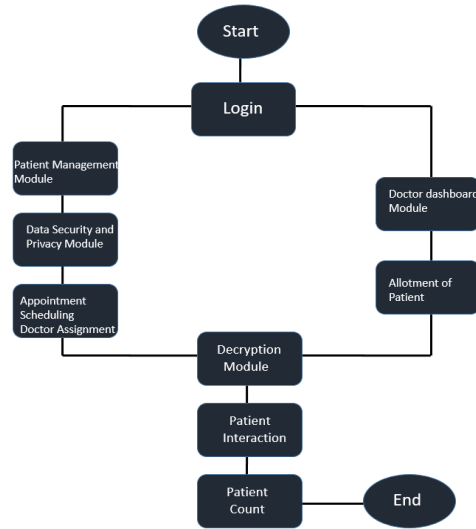 Start
Login
Patient Management
Module
Data Security and
Privacy Module
Appointment
Scheduling
Doctor Assignment
Doctor dashboard
Module
Allotment of
Patient
Decryption
Module
Patient
Interaction
Patient
Count
End